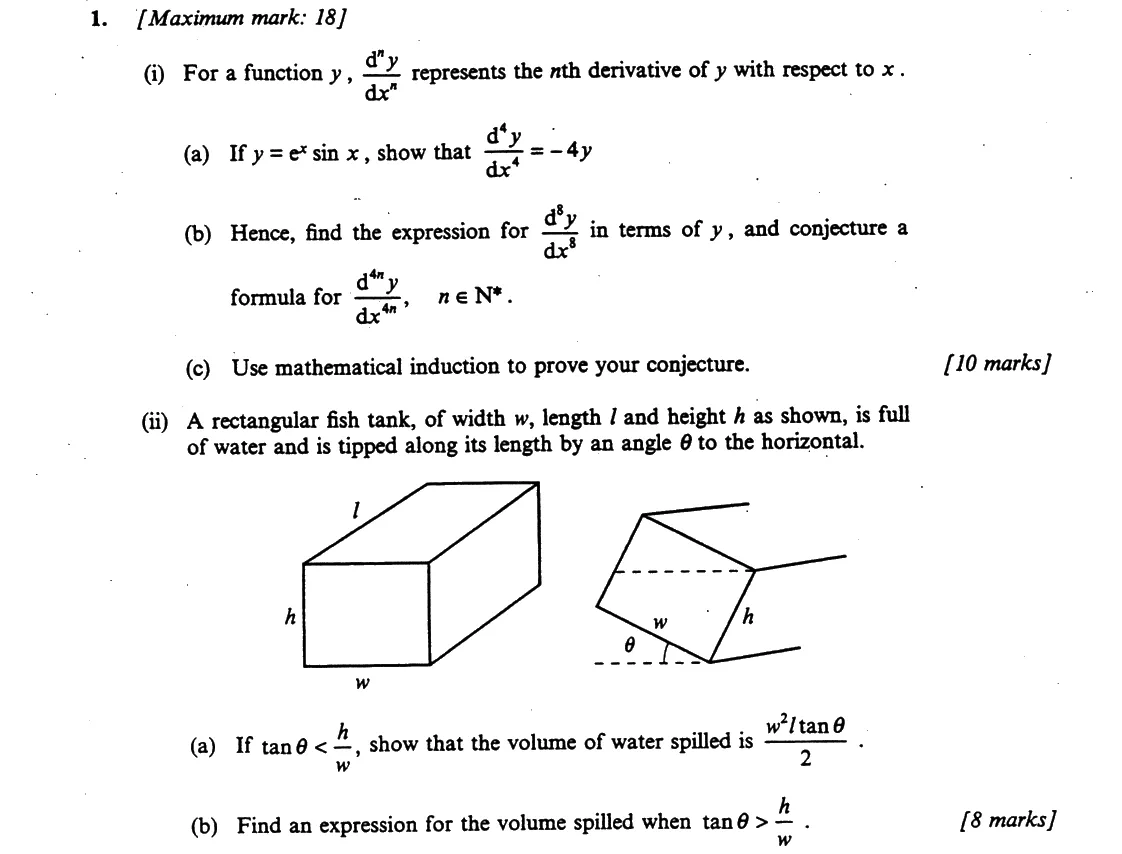 1. [Maximum mark: 18]
(i) For a function y, dⁿy/dxⁿ represents the nth derivative of y with respect to x.
(a) If y = eˣ sin x, show that d⁴y/dx⁴ = – 4y
(b) Hence, find the expression for d⁸y/dx⁸ in terms of y, and conjecture a
formula for d⁴ⁿy/dx⁴ⁿ, n ∈ N*.
(c) Use mathematical induction to prove your conjecture. [10 marks]
(ii) A rectangular fish tank, of width w, length l and height h as shown, is full
of water and is tipped along its length by an angle θ to the horizontal.
l
h
w
w
h
θ
(a) If tan θ < h/w, show that the volume of water spilled is w²l tan θ/2.
(b) Find an expression for the volume spilled when tan θ > h/w. [8 marks]